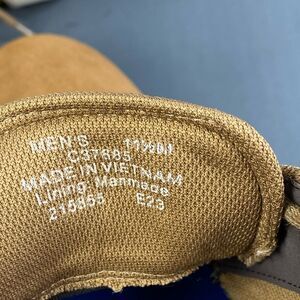 MEN'S 11½M
C37685
MADE IN VIETNAM
Lining: Manmade
215865 E23